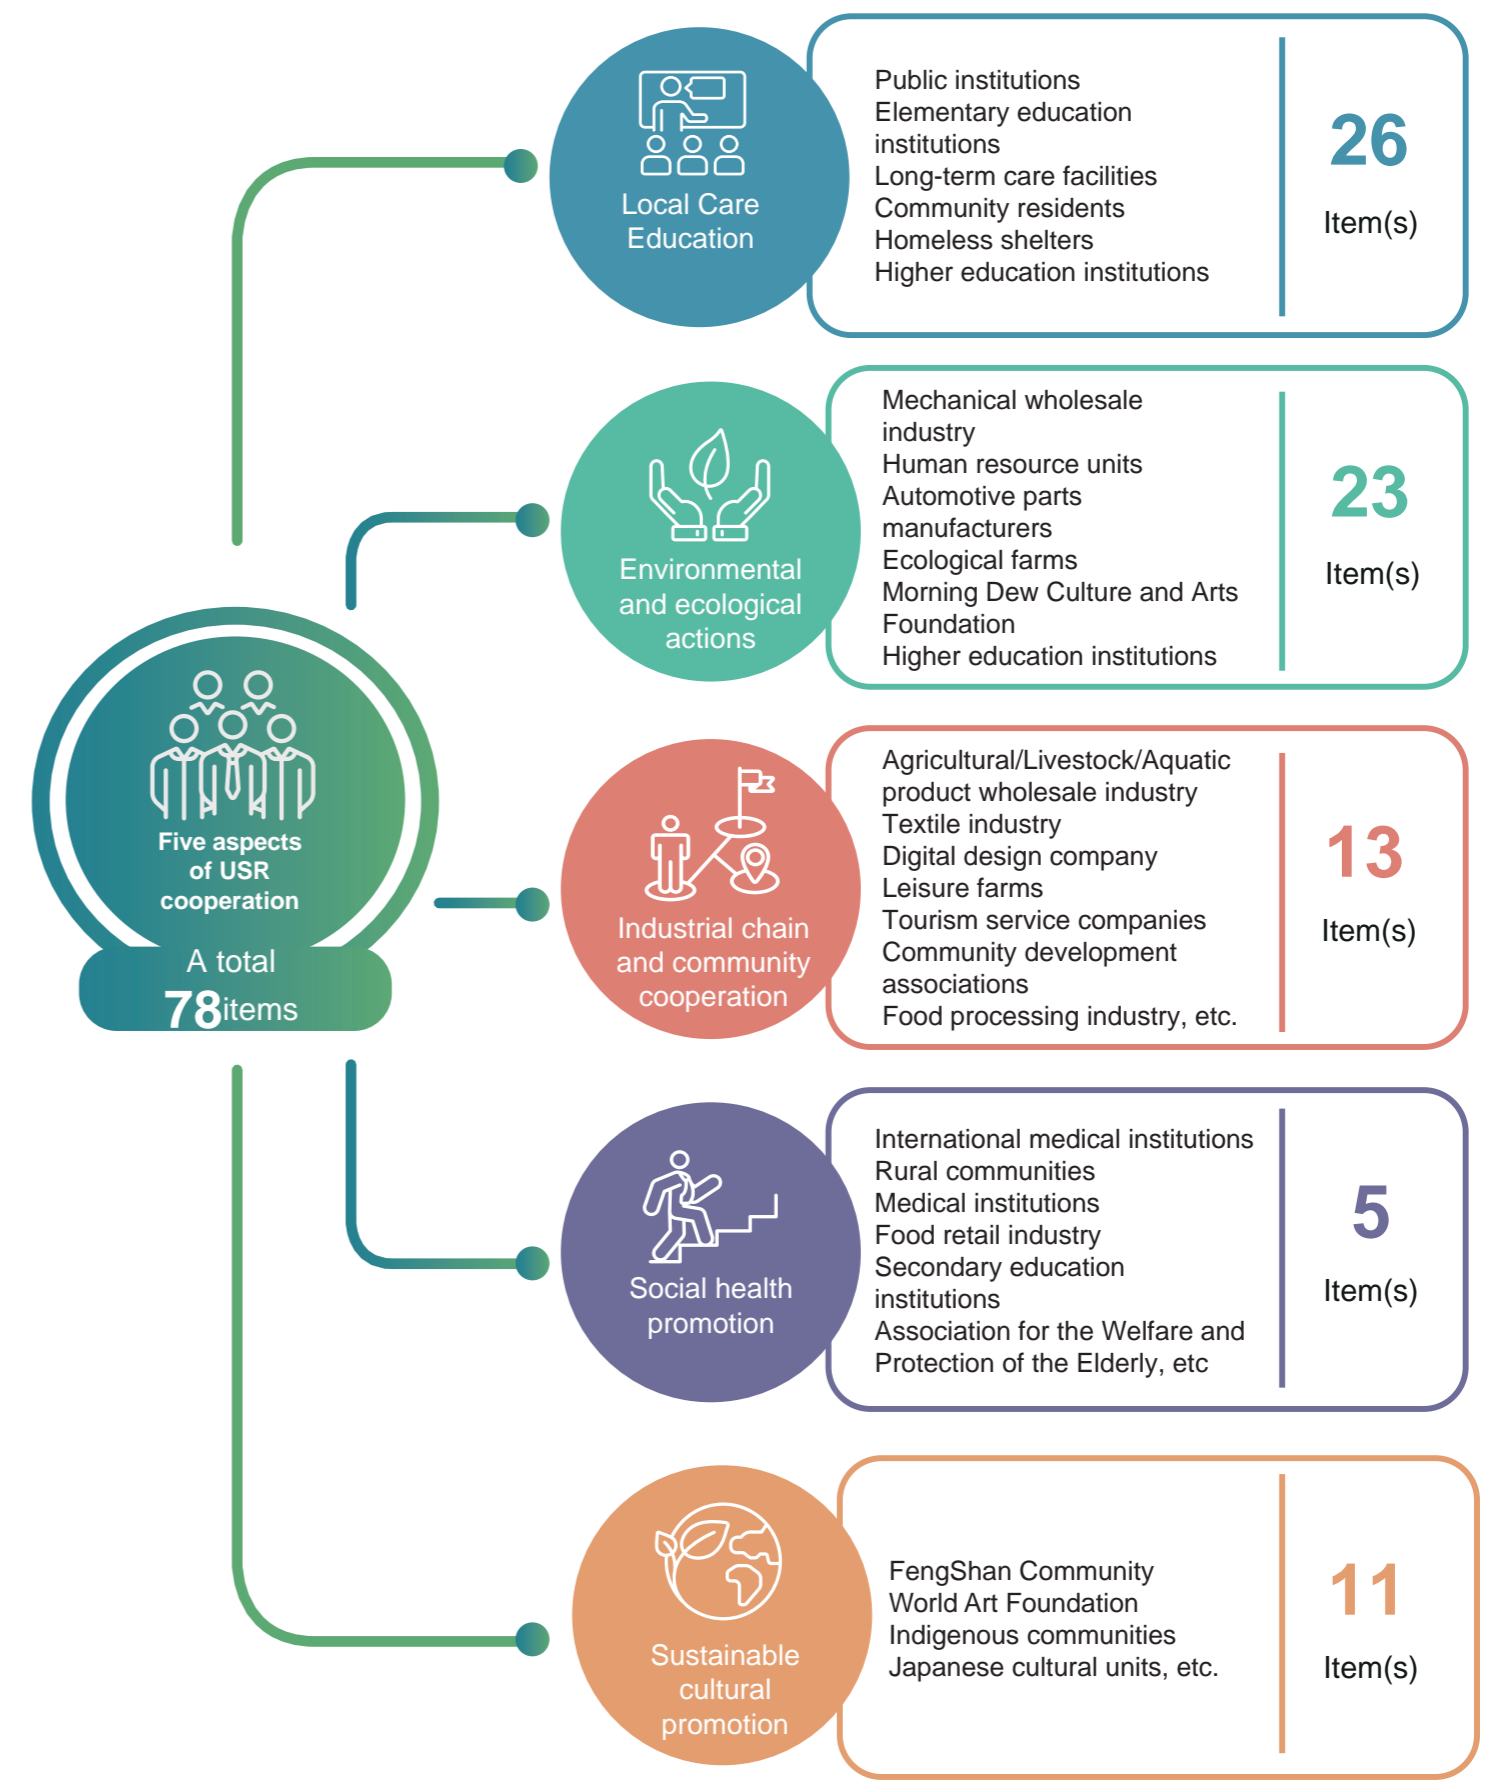 Five aspects
of USR
cooperation
A total
78items
Local Care
Education
Public institutions
Elementary education
institutions
Long-term care facilities
Community residents
Homeless shelters
Higher education institutions
26
Item(s)
Environmental
and ecological
actions
Mechanical wholesale
industry
Human resource units
Automotive parts
manufacturers
Ecological farms
Morning Dew Culture and Arts
Foundation
Higher education institutions
23
Item(s)
Industrial chain
and community
cooperation
Agricultural/Livestock/Aquatic
product wholesale industry
Textile industry
Digital design company
Leisure farms
Tourism service companies
Community development
associations
Food processing industry, etc.
13
Item(s)
Social health
promotion
International medical institutions
Rural communities
Medical institutions
Food retail industry
Secondary education
institutions
Association for the Welfare and
Protection of the Elderly, etc
5
Item(s)
Sustainable
cultural
promotion
FengShan Community
World Art Foundation
Indigenous communities
Japanese cultural units, etc.
11
Item(s)